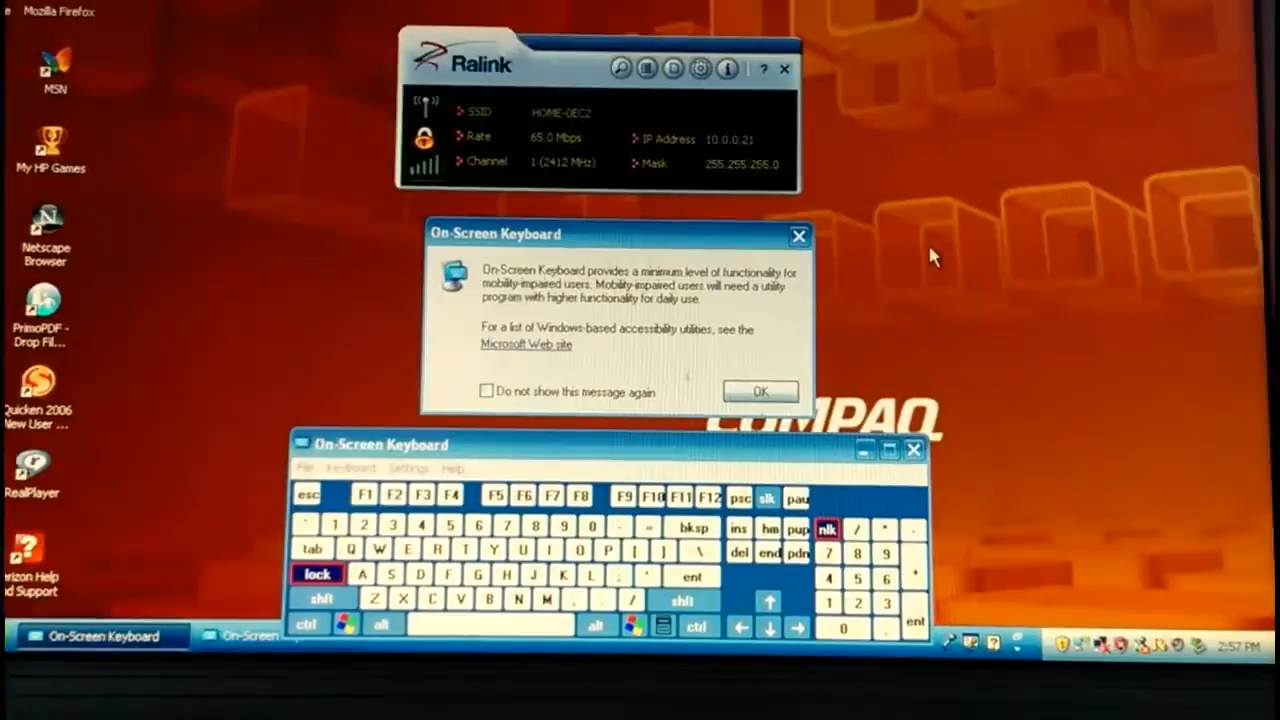 Mozilla Firefox
MSN
My HP Games
Netscape
Browser
PrimoPDF -
Drop Fil...
Quicken 2006
New User ...
RealPlayer
erizon Help
nd Support
Ralink
? ×
SSID HOME-0EC2
Rate 65.0 Mbps IP Address 10.0.0.21
Channel 1 (2412 MHz) Mask 255.255.255.0
On-Screen Keyboard
On-Screen Keyboard provides a minimum level of functionality for
mobility-impaired users. Mobility-impaired users will need a utility
program with higher functionality for daily use.
For a list of Windows-based accessibility utilities, see the
Microsoft Web site
Do not show this message again OK
COMPAQ
On-Screen Keyboard
File Keyboard Settings Help
esc F1 F2 F3 F4 F5 F6 F7 F8 F9 F10 F11 F12 psc slk pau
` 1 2 3 4 5 6 7 8 9 0 - = bksp ins hm pup nlk / * -
tab Q W E R T Y U I O P [ ] \ del end pdn 7 8 9 +
lock A S D F G H J K L ; ' ent 4 5 6
shft Z X C V B N M , . / shft ↑ 1 2 3 ent
ctrl alt alt ctrl ← ↓ → 0 .
On-Screen Keyboard On-Screen 2:57 PM